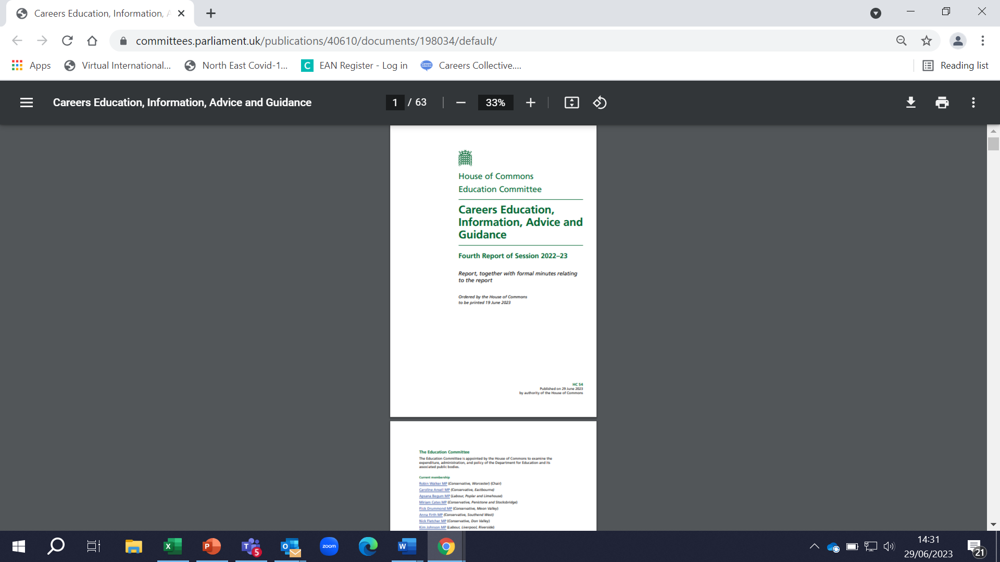 Careers Education, Information, A
committees.parliament.uk/publications/40610/documents/198034/default/
Apps Virtual International... North East Covid-1... C EAN Register - Log in Careers Collective.... Reading list
Careers Education, Information, Advice and Guidance 1 / 63 33%
House of Commons
Education Committee
Careers Education,
Information, Advice and
Guidance
Fourth Report of Session 2022–23
Report, together with formal minutes relating
to the report
Ordered by the House of Commons
to be printed 19 June 2023
HC 54
Published on 29 June 2023
by authority of the House of Commons
The Education Committee
The Education Committee is appointed by the House of Commons to examine the
expenditure, administration, and policy of the Department for Education and its
associated public bodies.
Current membership
Robin Walker MP (Conservative, Worcester) (Chair)
Caroline Ansell MP (Conservative, Eastbourne)
Apsana Begum MP (Labour, Poplar and Limehouse)
Miriam Cates MP (Conservative, Penistone and Stocksbridge)
Flick Drummond MP (Conservative, Meon Valley)
Anna Firth MP (Conservative, Southend West)
Nick Fletcher MP (Conservative, Don Valley)
Kim Johnson MP (Labour, Liverpool, Riverside)
X P T 5 O zoom W 14:31
29/06/2023 21